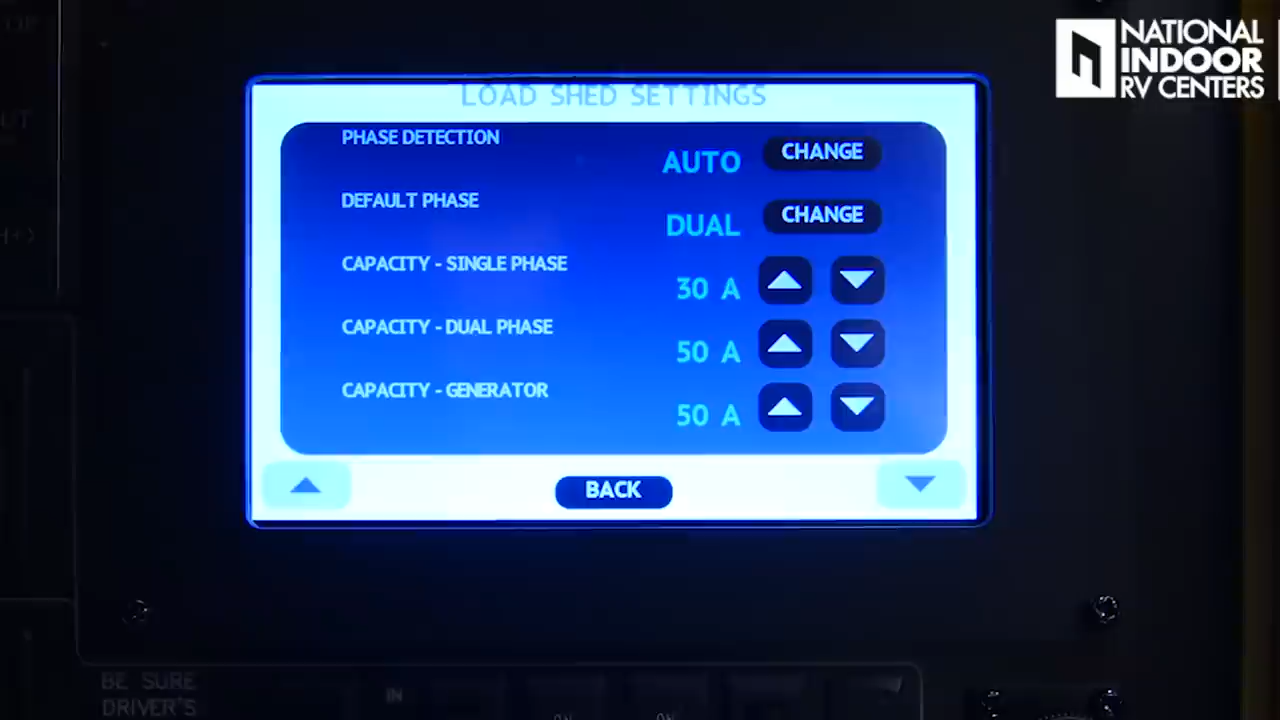 NATIONAL
INDOOR
RV CENTERS
LOAD SHED SETTINGS
PHASE DETECTION
AUTO
CHANGE
DEFAULT PHASE
DUAL
CHANGE
CAPACITY - SINGLE PHASE
30 A
CAPACITY - DUAL PHASE
50 A
CAPACITY - GENERATOR
50 A
BACK
BE SURE
DRIVER'S
IN